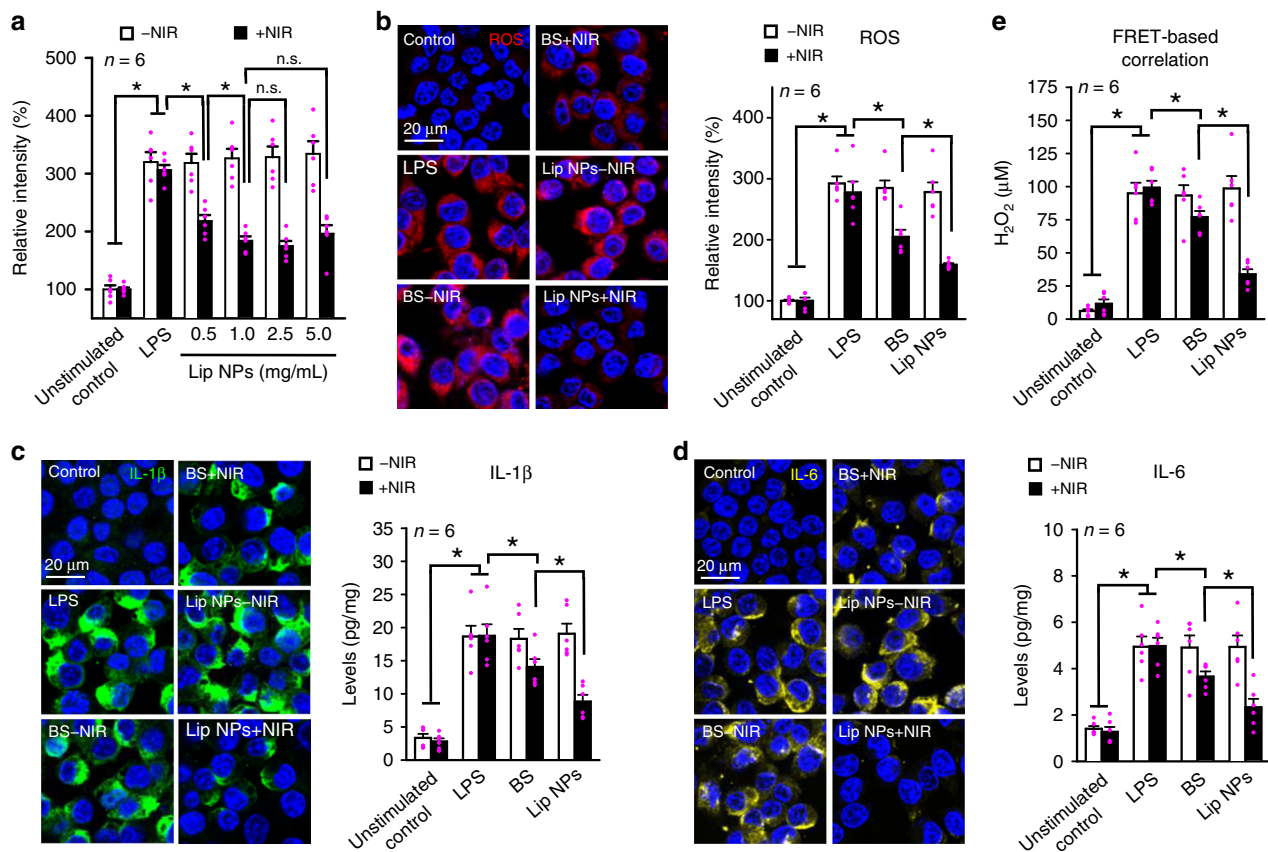 a
−NIR
+NIR
n = 6
*
*
*
n.s.
n.s.
Relative intensity (%)
500
400
300
200
100
Unstimulated
control
LPS
0.5
1.0
2.5
5.0
Lip NPs (mg/mL)
b
Control
ROS
BS+NIR
20 μm
LPS
Lip NPs−NIR
BS−NIR
Lip NPs+NIR
−NIR
+NIR
ROS
n = 6
*
*
*
Relative intensity (%)
400
300
200
100
Unstimulated
control
LPS
BS
Lip NPs
e
−NIR
+NIR
FRET-based
correlation
n = 6
*
*
*
H2O2 (μM)
175
150
125
100
75
50
25
0
Unstimulated
control
LPS
BS
Lip NPs
c
Control
IL-1β
BS+NIR
20 μm
LPS
Lip NPs−NIR
BS−NIR
Lip NPs+NIR
−NIR
+NIR
IL-1β
n = 6
*
*
*
Levels (pg/mg)
35
30
25
20
15
10
5
0
Unstimulated
control
LPS
BS
Lip NPs
d
Control
IL-6
BS+NIR
20 μm
LPS
Lip NPs−NIR
BS−NIR
Lip NPs+NIR
−NIR
+NIR
IL-6
n = 6
*
*
*
Levels (pg/mg)
10
8
6
4
2
0
Unstimulated
control
LPS
BS
Lip NPs